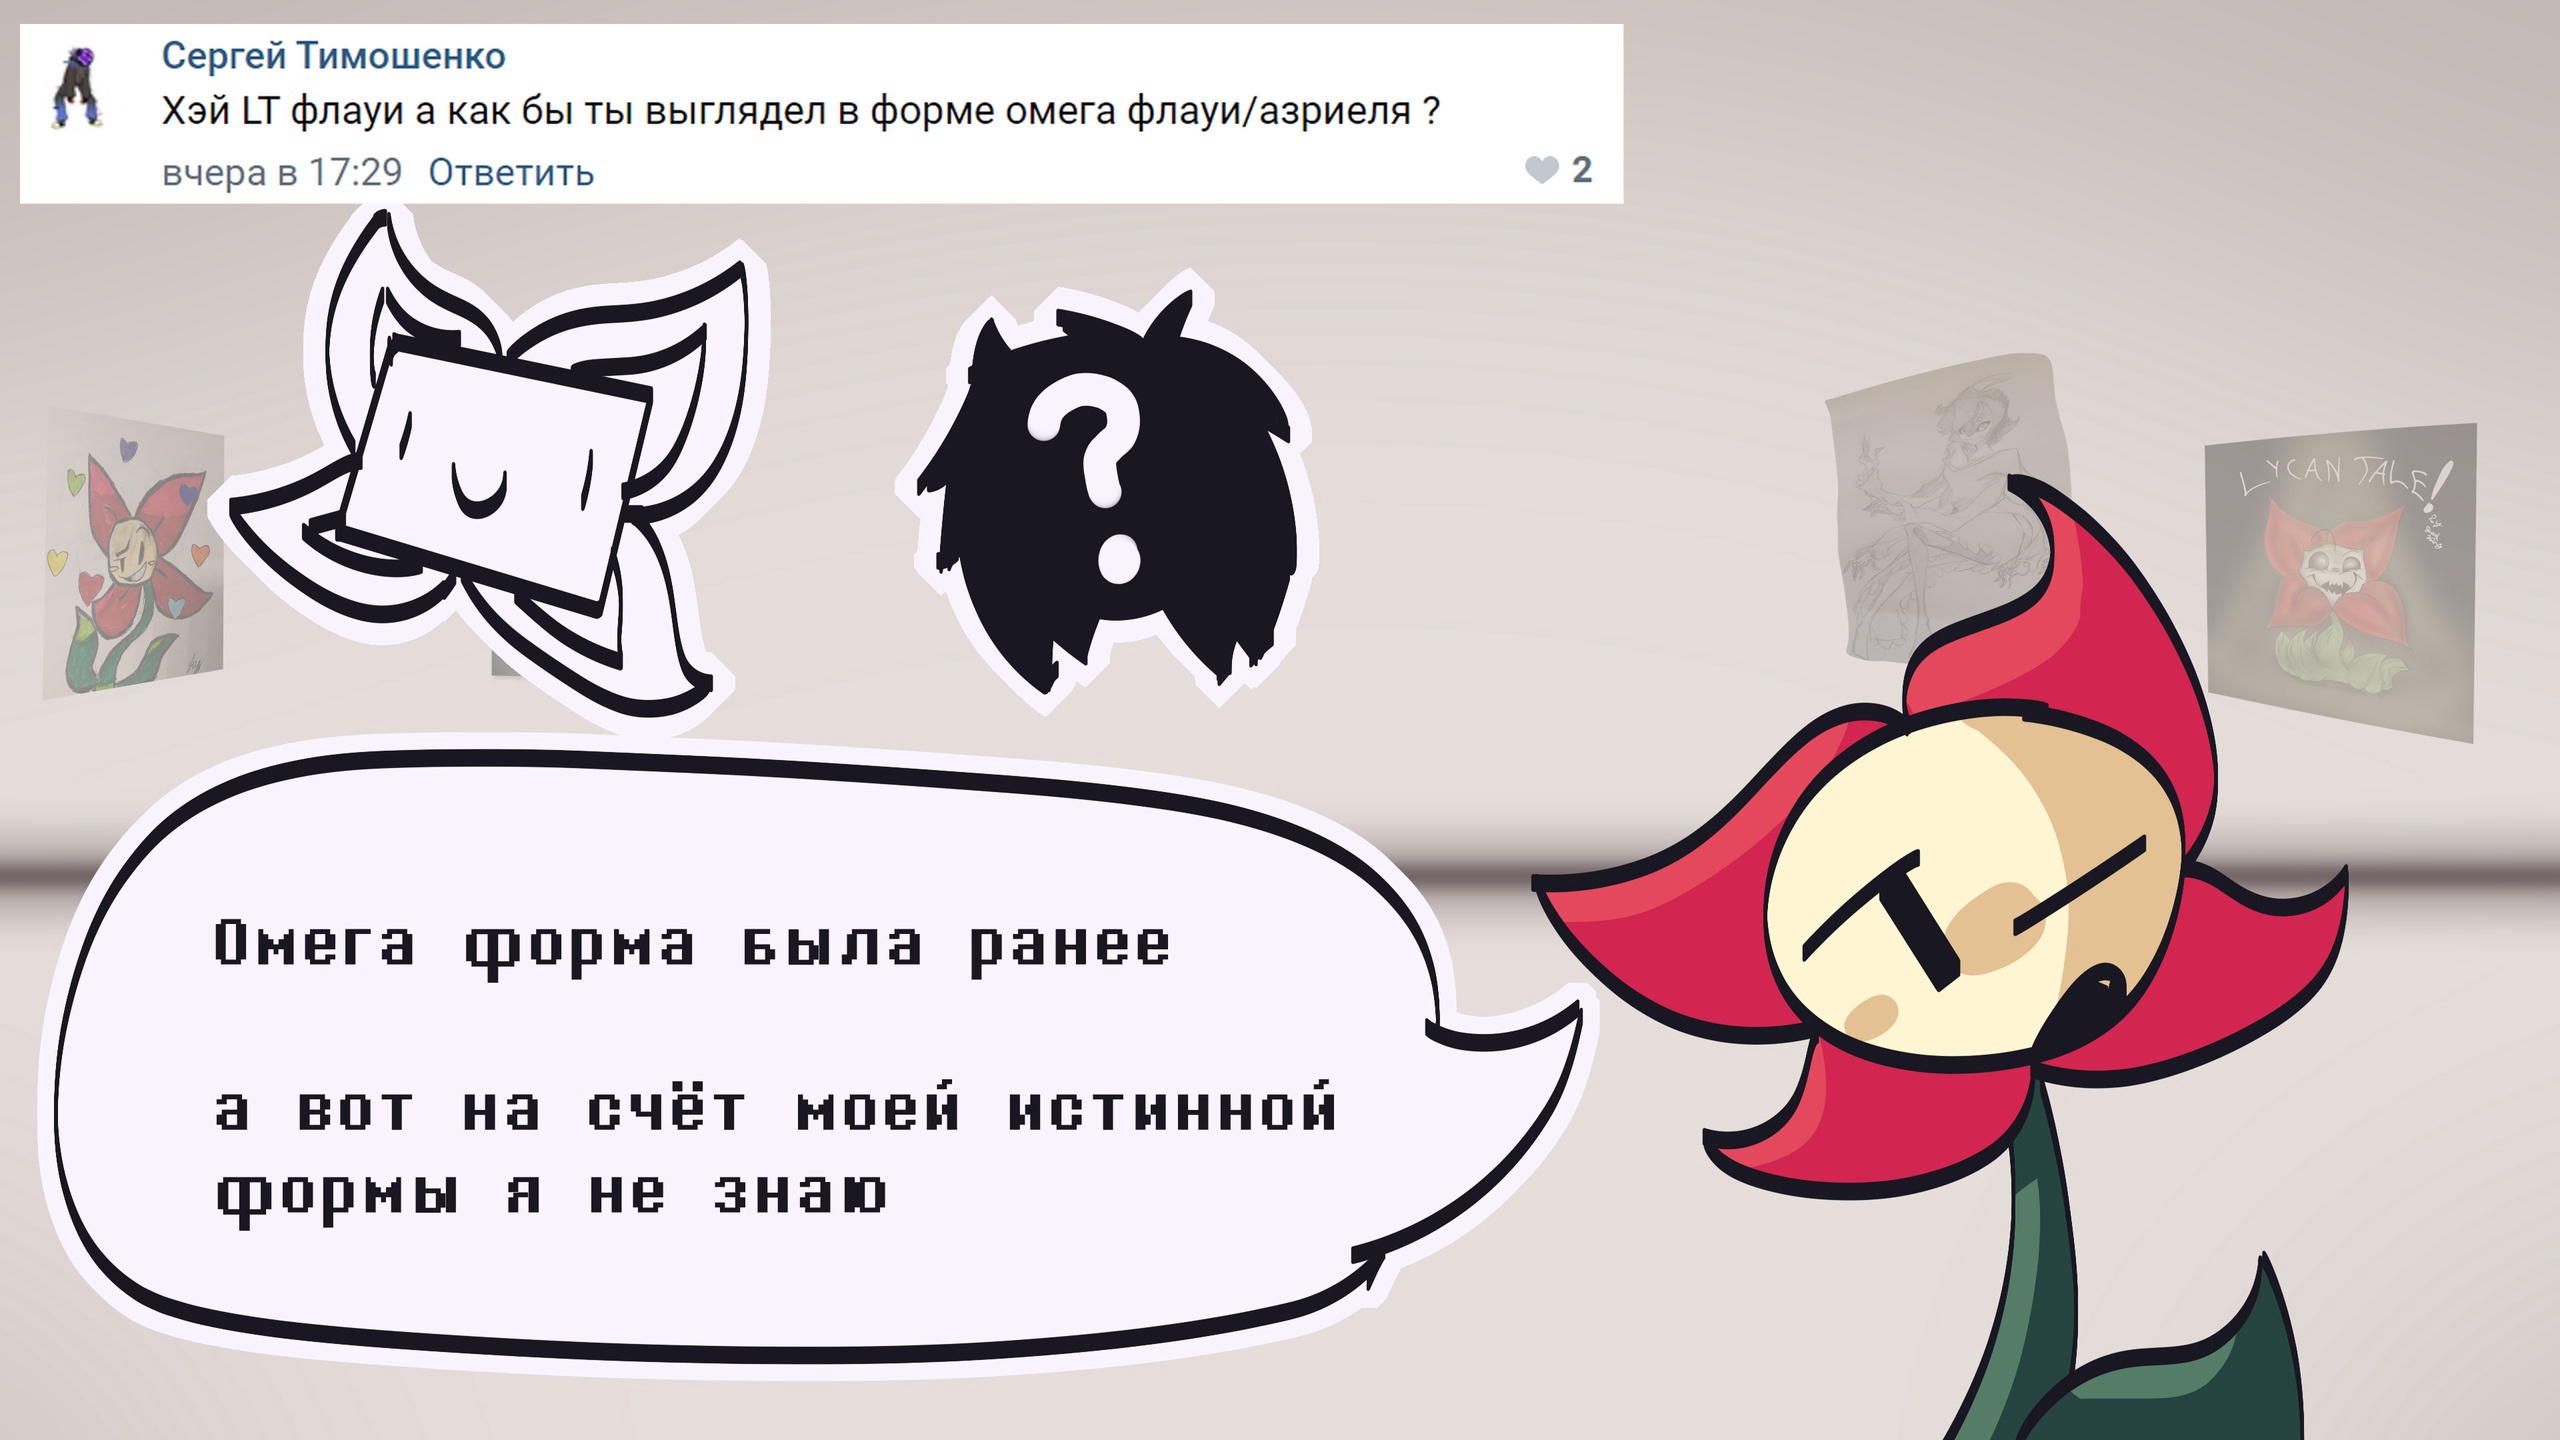 Сергей Тимошенко
Хэй LT флауи а как бы ты выглядел в форме омега флауи/азриеля ?
вчера в 17:29 Ответить 2
?
LYCAN TALE!
Омега форма была ранее
а вот на счёт моей истинной
формы я не знаю